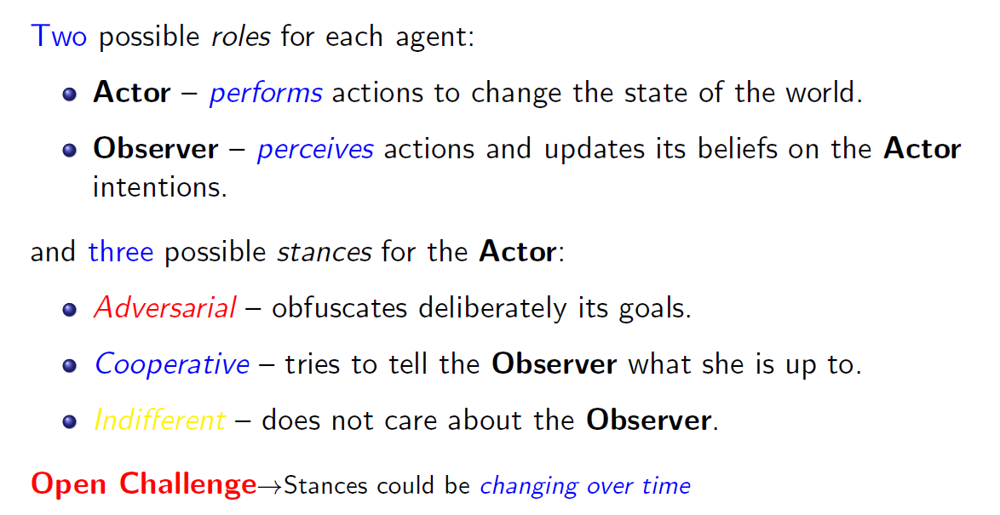 Two possible roles for each agent:
Actor – performs actions to change the state of the world.
Observer – perceives actions and updates its beliefs on the Actor
intentions.
and three possible stances for the Actor:
Adversarial – obfuscates deliberately its goals.
Cooperative – tries to tell the Observer what she is up to.
Indifferent – does not care about the Observer.
Open Challenge→Stances could be changing over time